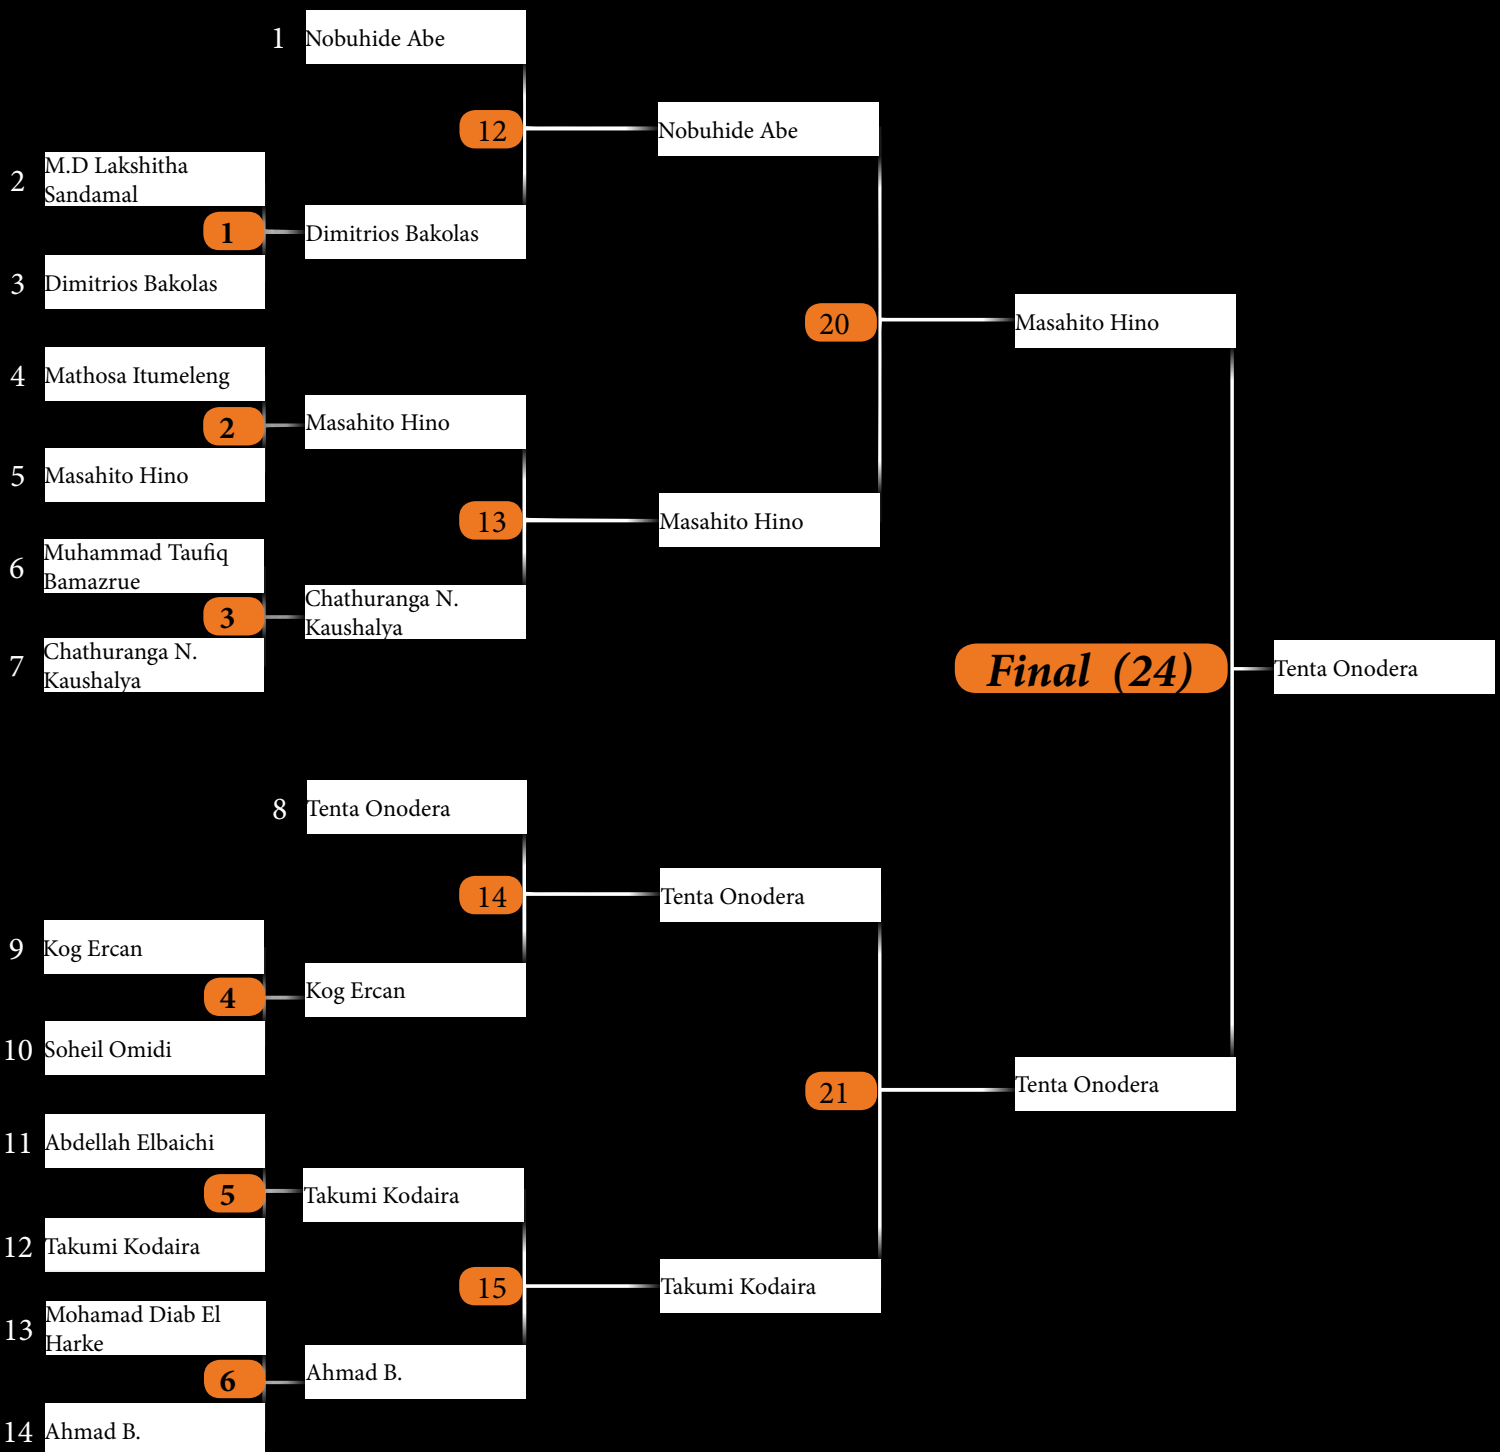 1 Nobuhide Abe
12
Nobuhide Abe
2 M.D Lakshitha
Sandamal
1
Dimitrios Bakolas
3 Dimitrios Bakolas
20
Masahito Hino
4 Mathosa Itumeleng
2
Masahito Hino
5 Masahito Hino
13
Masahito Hino
6 Muhammad Taufiq
Bamazrue
3
Chathuranga N.
Kaushalya
7 Chathuranga N.
Kaushalya
Final (24)
Tenta Onodera
8 Tenta Onodera
14
Tenta Onodera
9 Kog Ercan
4
Kog Ercan
10 Soheil Omidi
21
Tenta Onodera
11 Abdellah Elbaichi
5
Takumi Kodaira
12 Takumi Kodaira
15
Takumi Kodaira
13 Mohamad Diab El
Harke
6
Ahmad B.
14 Ahmad B.